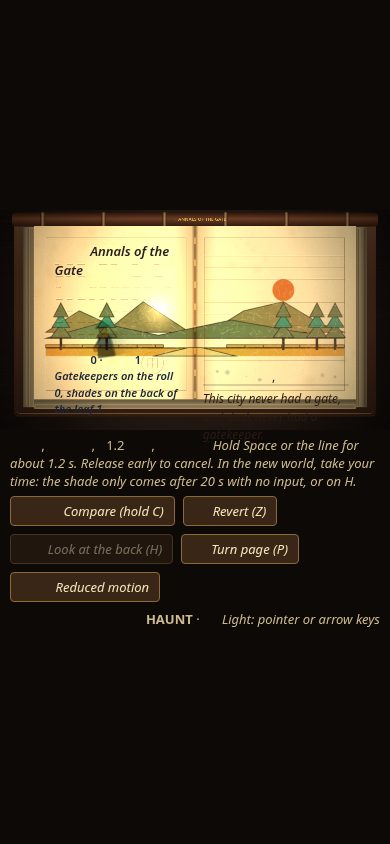 ANNALS OF THE GATE
Annals of the
Gate
0 · 1
Gatekeepers on the roll
0, shades on the back of
the leaf 1
,
This city never had a gate,
gatekeeper.
, , 1.2 , Hold Space or the line for
about 1.2 s. Release early to cancel. In the new world, take your
time: the shade only comes after 20 s with no input, or on H.
Compare (hold C)
Revert (Z)
Look at the back (H)
Turn page (P)
Reduced motion
HAUNT · Light: pointer or arrow keys